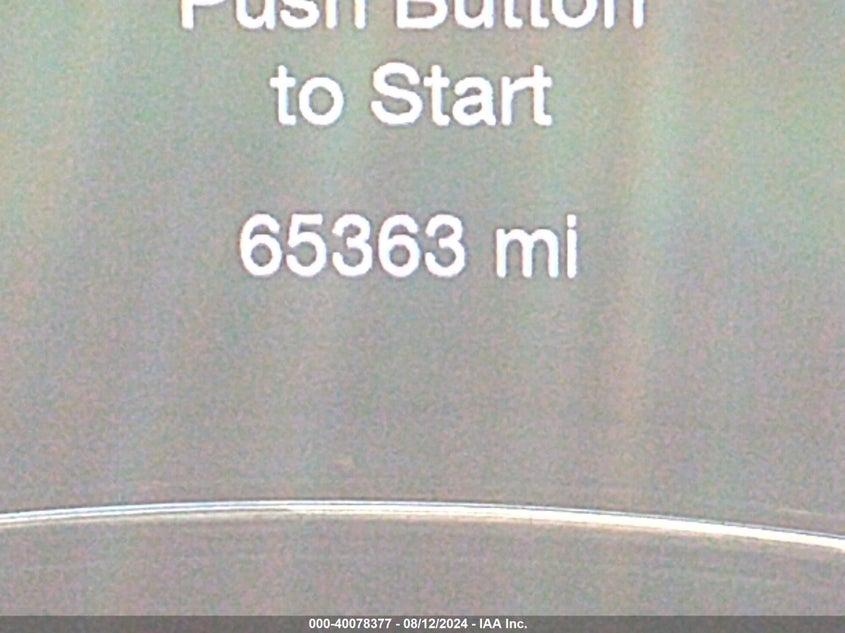 Push Button
to Start
65363 mi
000-40078377 - 08/12/2024 - IAA Inc.